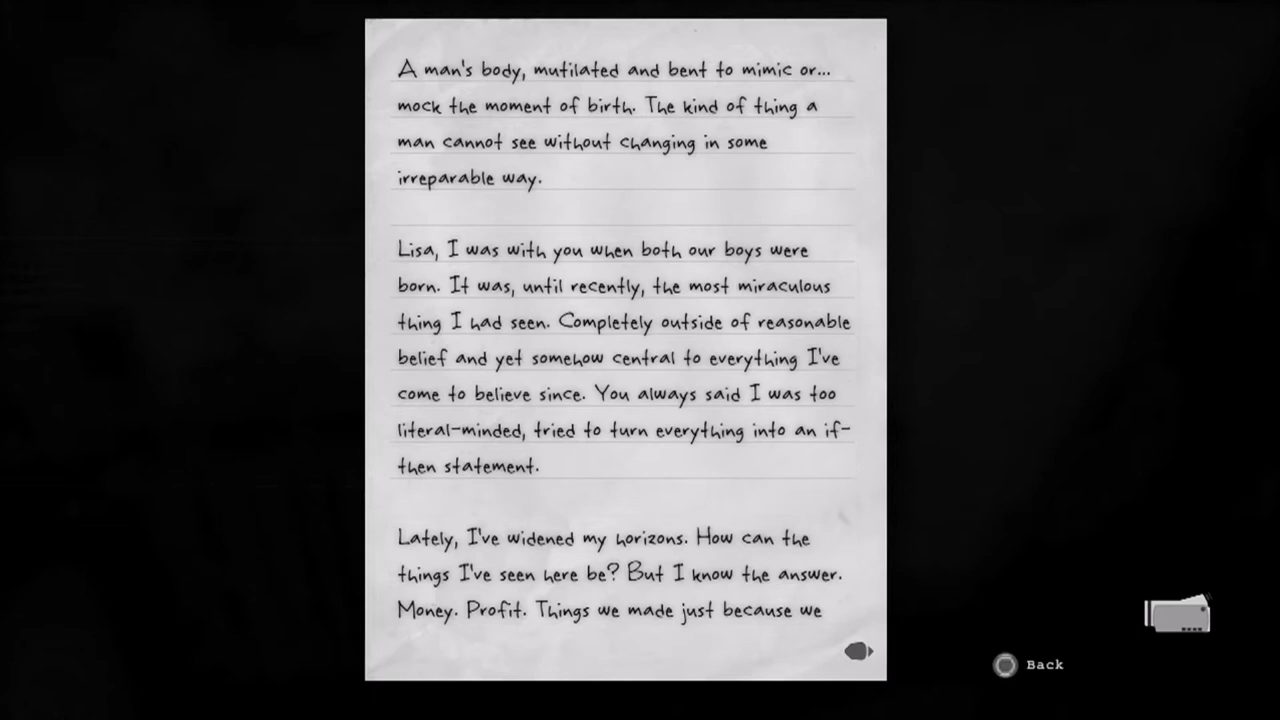 A man's body, mutilated and bent to mimic or...
mock the moment of birth. The kind of thing a
man cannot see without changing in some
irreparable way.
Lisa, I was with you when both our boys were
born. It was, until recently, the most miraculous
thing I had seen. Completely outside of reasonable
belief and yet somehow central to everything I've
come to believe since. You always said I was too
literal-minded, tried to turn everything into an if-
then statement.
Lately, I've widened my horizons. How can the
things I've seen here be? But I know the answer.
Money. Profit. Things we made just because we
Back